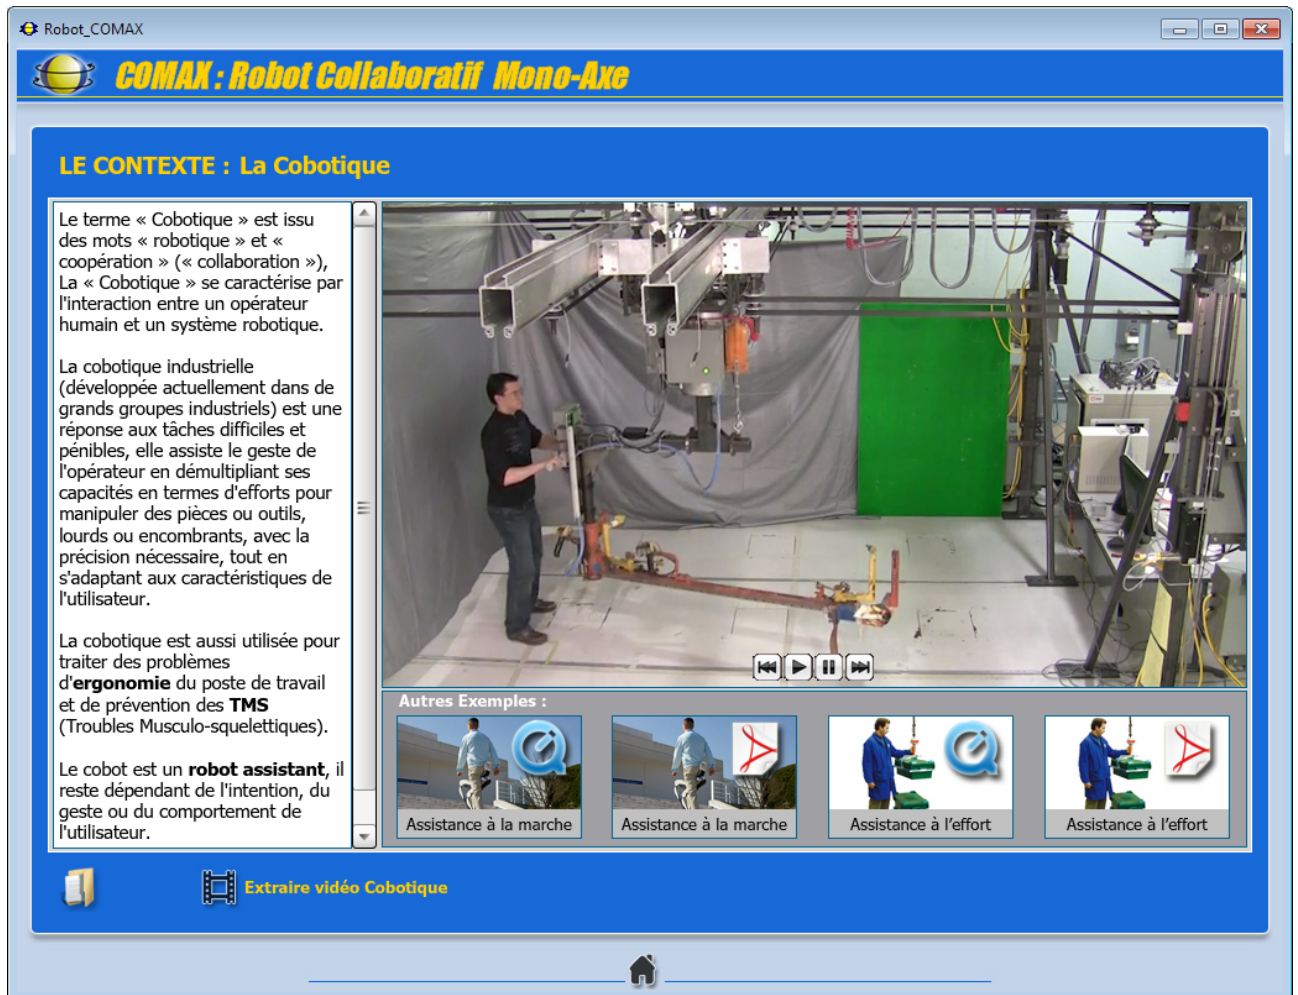 Robot_COMAX
COMAX : Robot Collaboratif Mono-Axe
LE CONTEXTE : La Cobotique
Le terme « Cobotique » est issu
des mots « robotique » et «
coopération » (« collaboration »),
La « Cobotique » se caractérise par
l'interaction entre un opérateur
humain et un système robotique.
La cobotique industrielle
(développée actuellement dans de
grands groupes industriels) est une
réponse aux tâches difficiles et
pénibles, elle assiste le geste de
l'opérateur en démultipliant ses
capacités en termes d'efforts pour
manipuler des pièces ou outils,
lourds ou encombrants, avec la
précision nécessaire, tout en
s'adaptant aux caractéristiques de
l'utilisateur.
La cobotique est aussi utilisée pour
traiter des problèmes
d'ergonomie du poste de travail
et de prévention des TMS
(Troubles Musculo-squelettiques).
Le cobot est un robot assistant, il
reste dépendant de l'intention, du
geste ou du comportement de
l'utilisateur.
Autres Exemples :
Assistance à la marche
Assistance à la marche
Assistance à l'effort
Assistance à l'effort
Extraire vidéo Cobotique